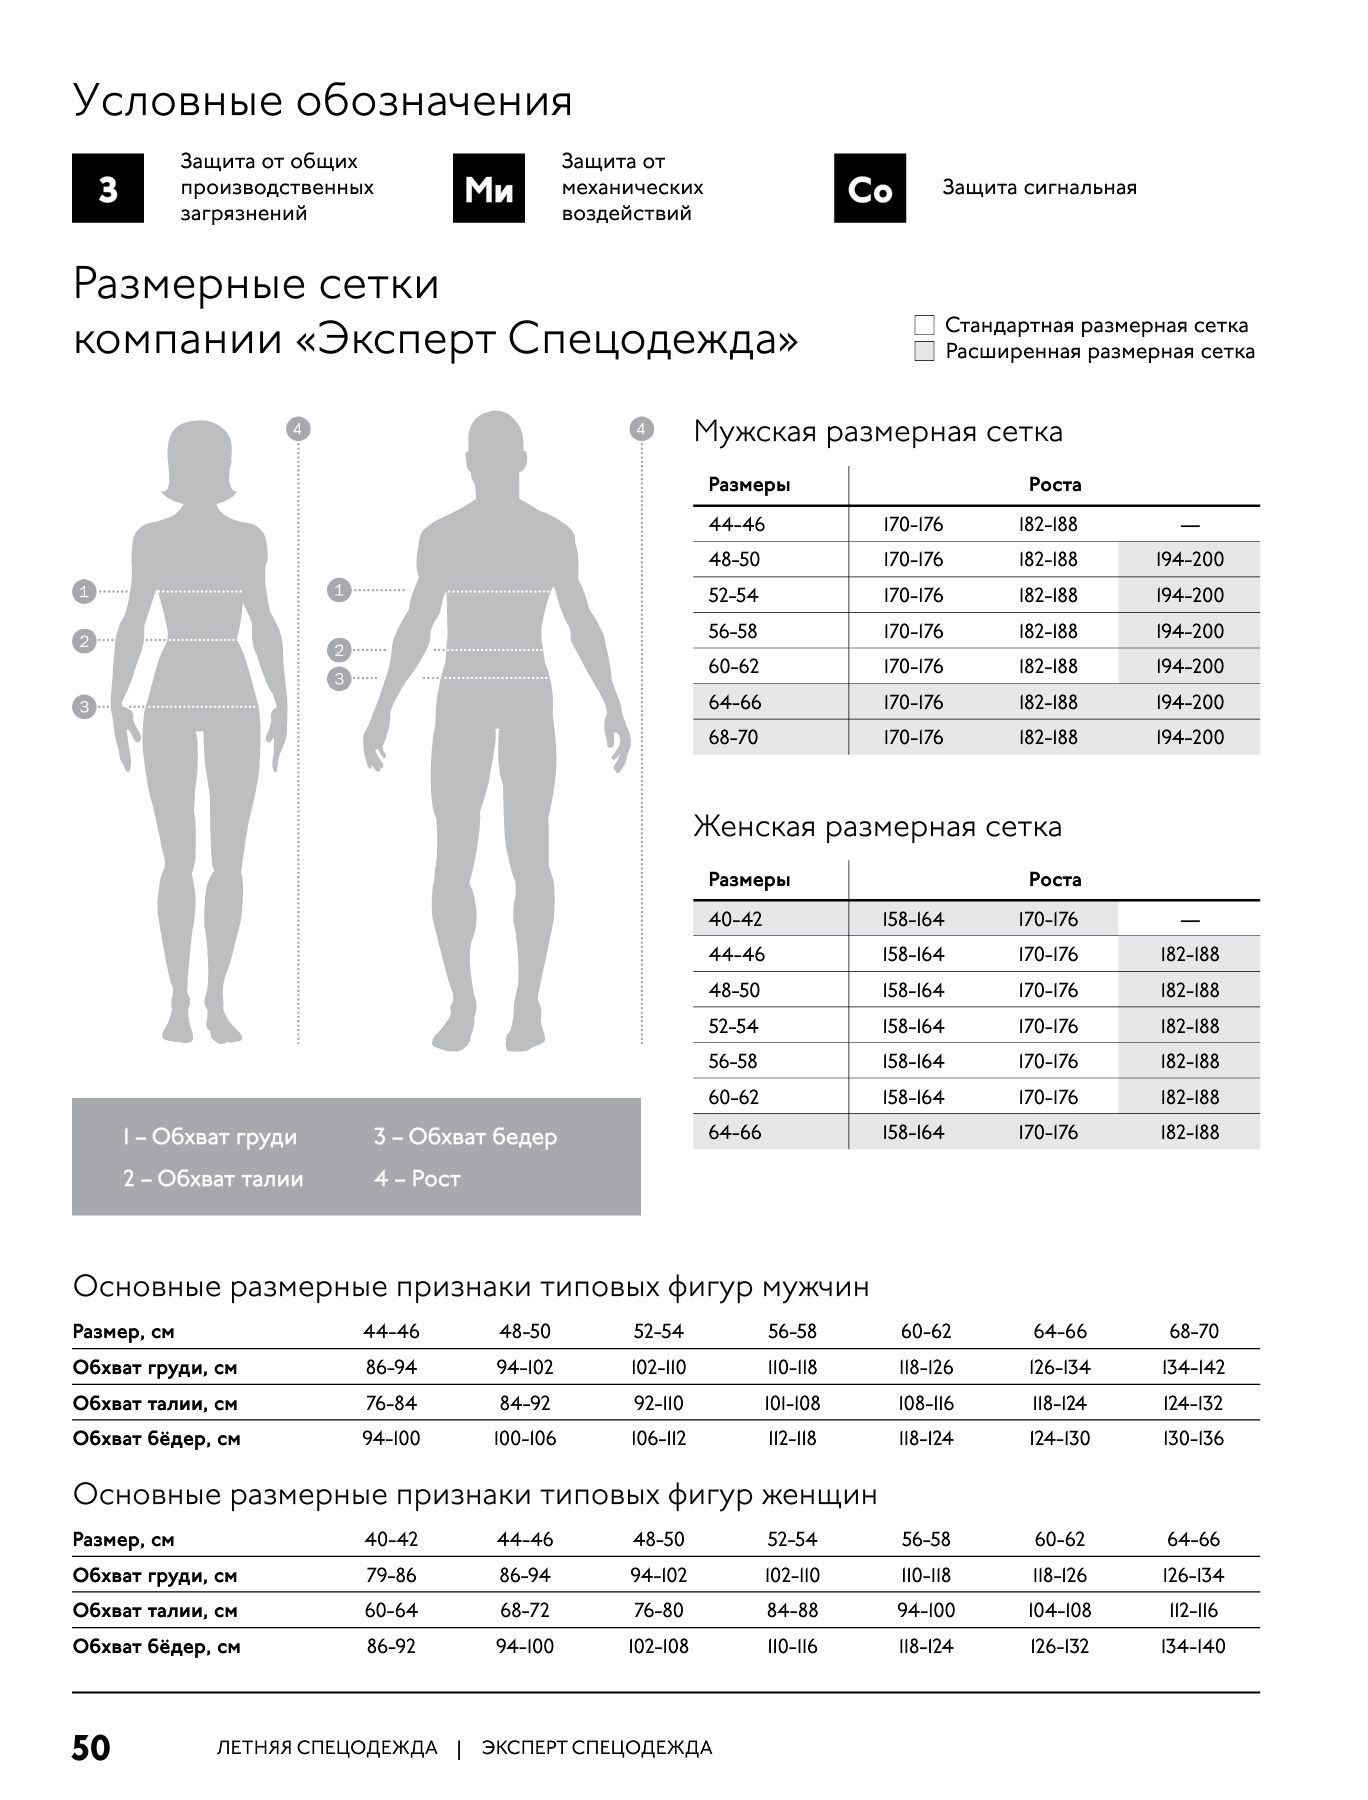 Условные обозначения
З
Защита от общих
производственных
загрязнений
Ми
Защита от
механических
воздействий
Со
Защита сигнальная
Размерные сетки
компании «Эксперт Спецодежда»
Стандартная размерная сетка
Расширенная размерная сетка
4
1
2
3
4
1
2
3
1 – Обхват груди
3 – Обхват бедер
2 – Обхват талии
4 – Рост
Мужская размерная сетка
Размеры Роста
44-46 170-176 182-188 —
48-50 170-176 182-188 194-200
52-54 170-176 182-188 194-200
56-58 170-176 182-188 194-200
60-62 170-176 182-188 194-200
64-66 170-176 182-188 194-200
68-70 170-176 182-188 194-200
Женская размерная сетка
Размеры Роста
40-42 158-164 170-176 —
44-46 158-164 170-176 182-188
48-50 158-164 170-176 182-188
52-54 158-164 170-176 182-188
56-58 158-164 170-176 182-188
60-62 158-164 170-176 182-188
64-66 158-164 170-176 182-188
Основные размерные признаки типовых фигур мужчин
Размер, см 44-46 48-50 52-54 56-58 60-62 64-66 68-70
Обхват груди, см 86-94 94-102 102-110 110-118 118-126 126-134 134-142
Обхват талии, см 76-84 84-92 92-110 101-108 108-116 118-124 124-132
Обхват бёдер, см 94-100 100-106 106-112 112-118 118-124 124-130 130-136
Основные размерные признаки типовых фигур женщин
Размер, см 40-42 44-46 48-50 52-54 56-58 60-62 64-66
Обхват груди, см 79-86 86-94 94-102 102-110 110-118 118-126 126-134
Обхват талии, см 60-64 68-72 76-80 84-88 94-100 104-108 112-116
Обхват бёдер, см 86-92 94-100 102-108 110-116 118-124 126-132 134-140
50 ЛЕТНЯЯ СПЕЦОДЕЖДА | ЭКСПЕРТ СПЕЦОДЕЖДА